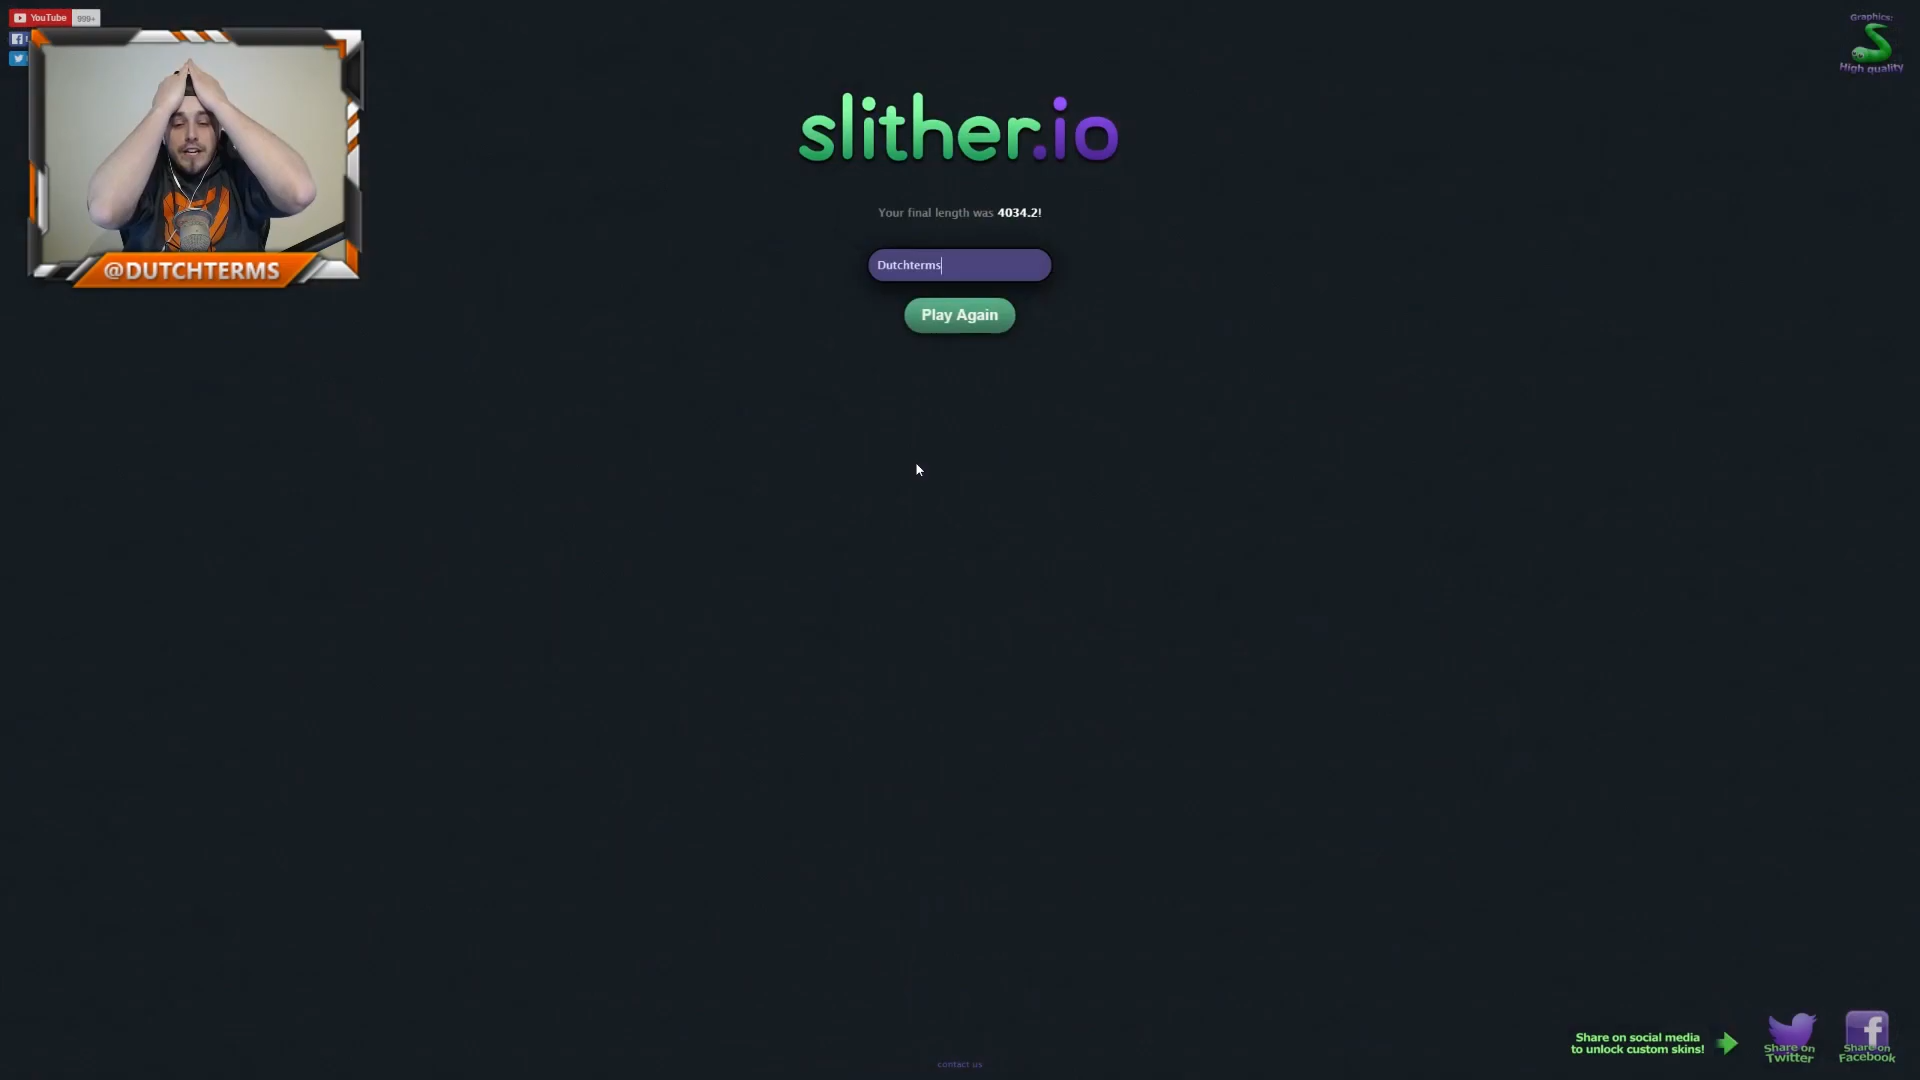 YouTube 999+
@DUTCHTERMS
Graphics:
High quality
slither.io
Your final length was 4034.2!
Dutchterms
Play Again
Share on social media
to unlock custom skins!
Share on
Twitter
Share on
Facebook
contact us